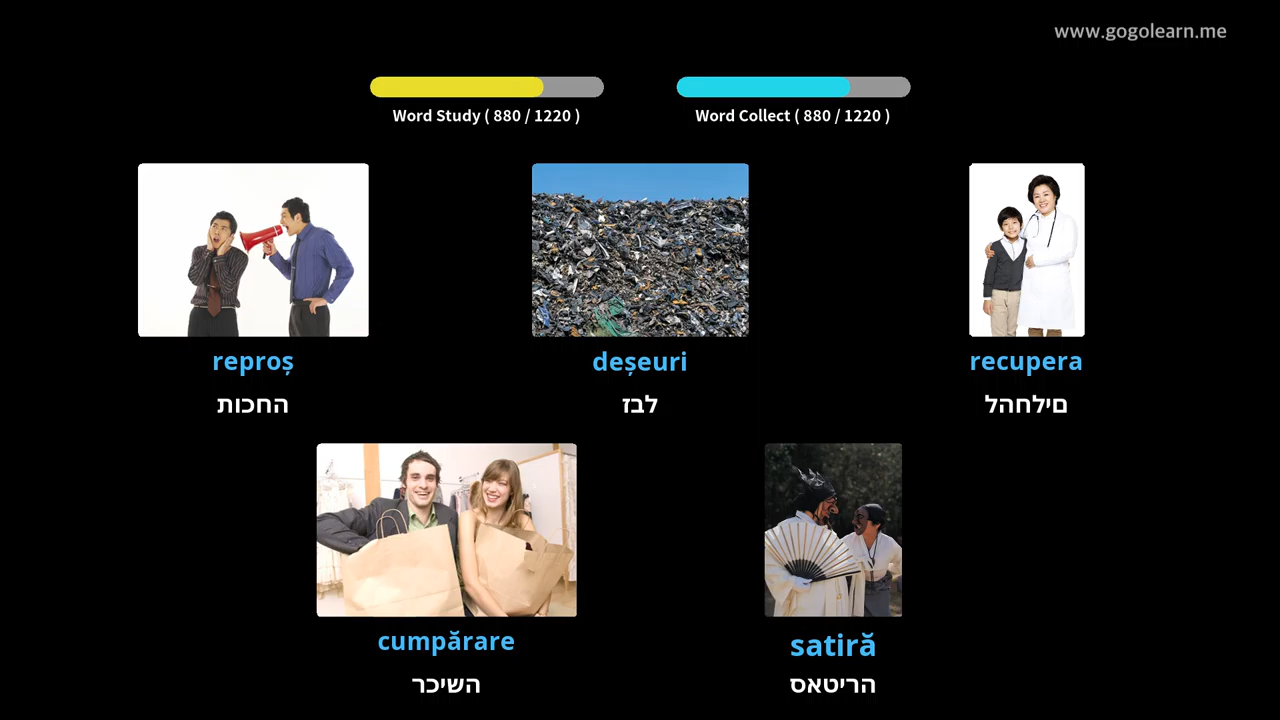 www.gogolearn.me
Word Study ( 880 / 1220 )
Word Collect ( 880 / 1220 )
reproș
deșeuri
recupera
החכות
לבז
םילחהל
cumpărare
satiră
השיכר
הריטאס